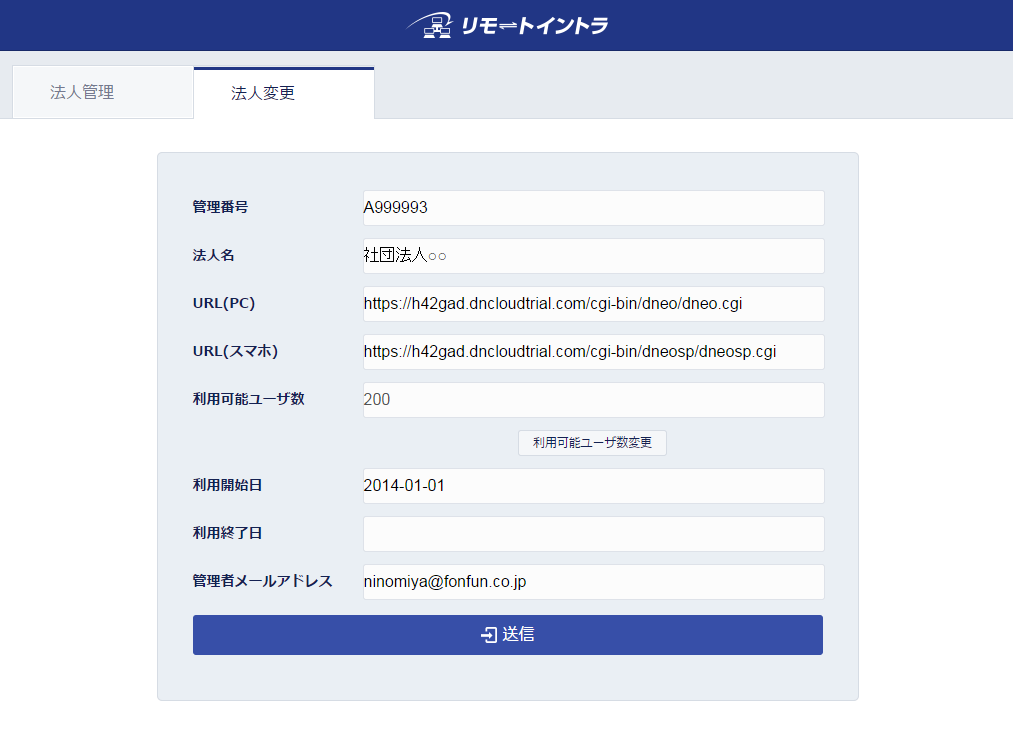 リモートイントラ
法人管理
法人変更
管理番号 A999993
法人名 社団法人○○
URL(PC) https://h42gad.dncloudtrial.com/cgi-bin/dneo/dneo.cgi
URL(スマホ) https://h42gad.dncloudtrial.com/cgi-bin/dneosp/dneosp.cgi
利用可能ユーザ数 200
利用可能ユーザ数変更
利用開始日 2014-01-01
利用終了日
管理者メールアドレス ninomiya@fonfun.co.jp
送信